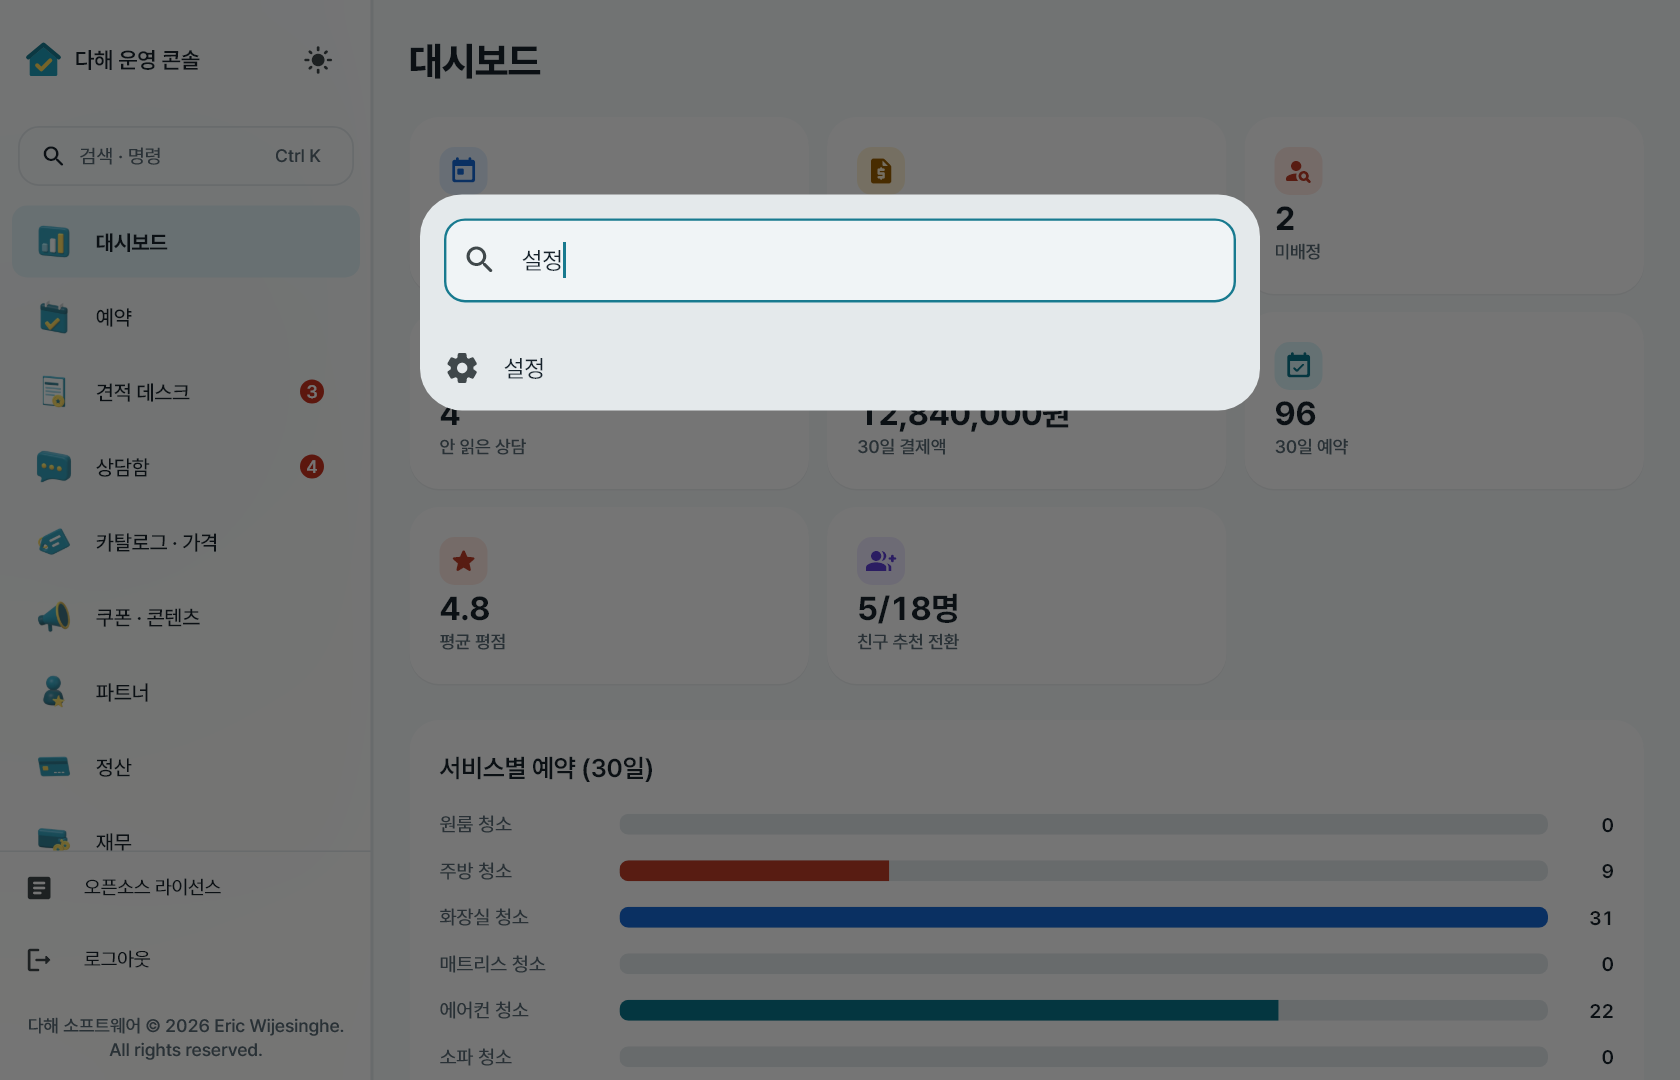 다해 운영 콘솔
검색 · 명령
Ctrl K
대시보드
예약
견적 데스크
3
상담함
4
카탈로그 · 가격
쿠폰 · 콘텐츠
파트너
정산
재무
오픈소스 라이선스
로그아웃
다해 소프트웨어 © 2026 Eric Wijesinghe.
All rights reserved.
대시보드
2
미배정
설정
설정
4
안 읽은 상담
12,840,000원
30일 결제액
96
30일 예약
4.8
평균 평점
5/18명
친구 추천 전환
서비스별 예약 (30일)
원룸 청소
0
주방 청소
9
화장실 청소
31
매트리스 청소
0
에어컨 청소
22
소파 청소
0